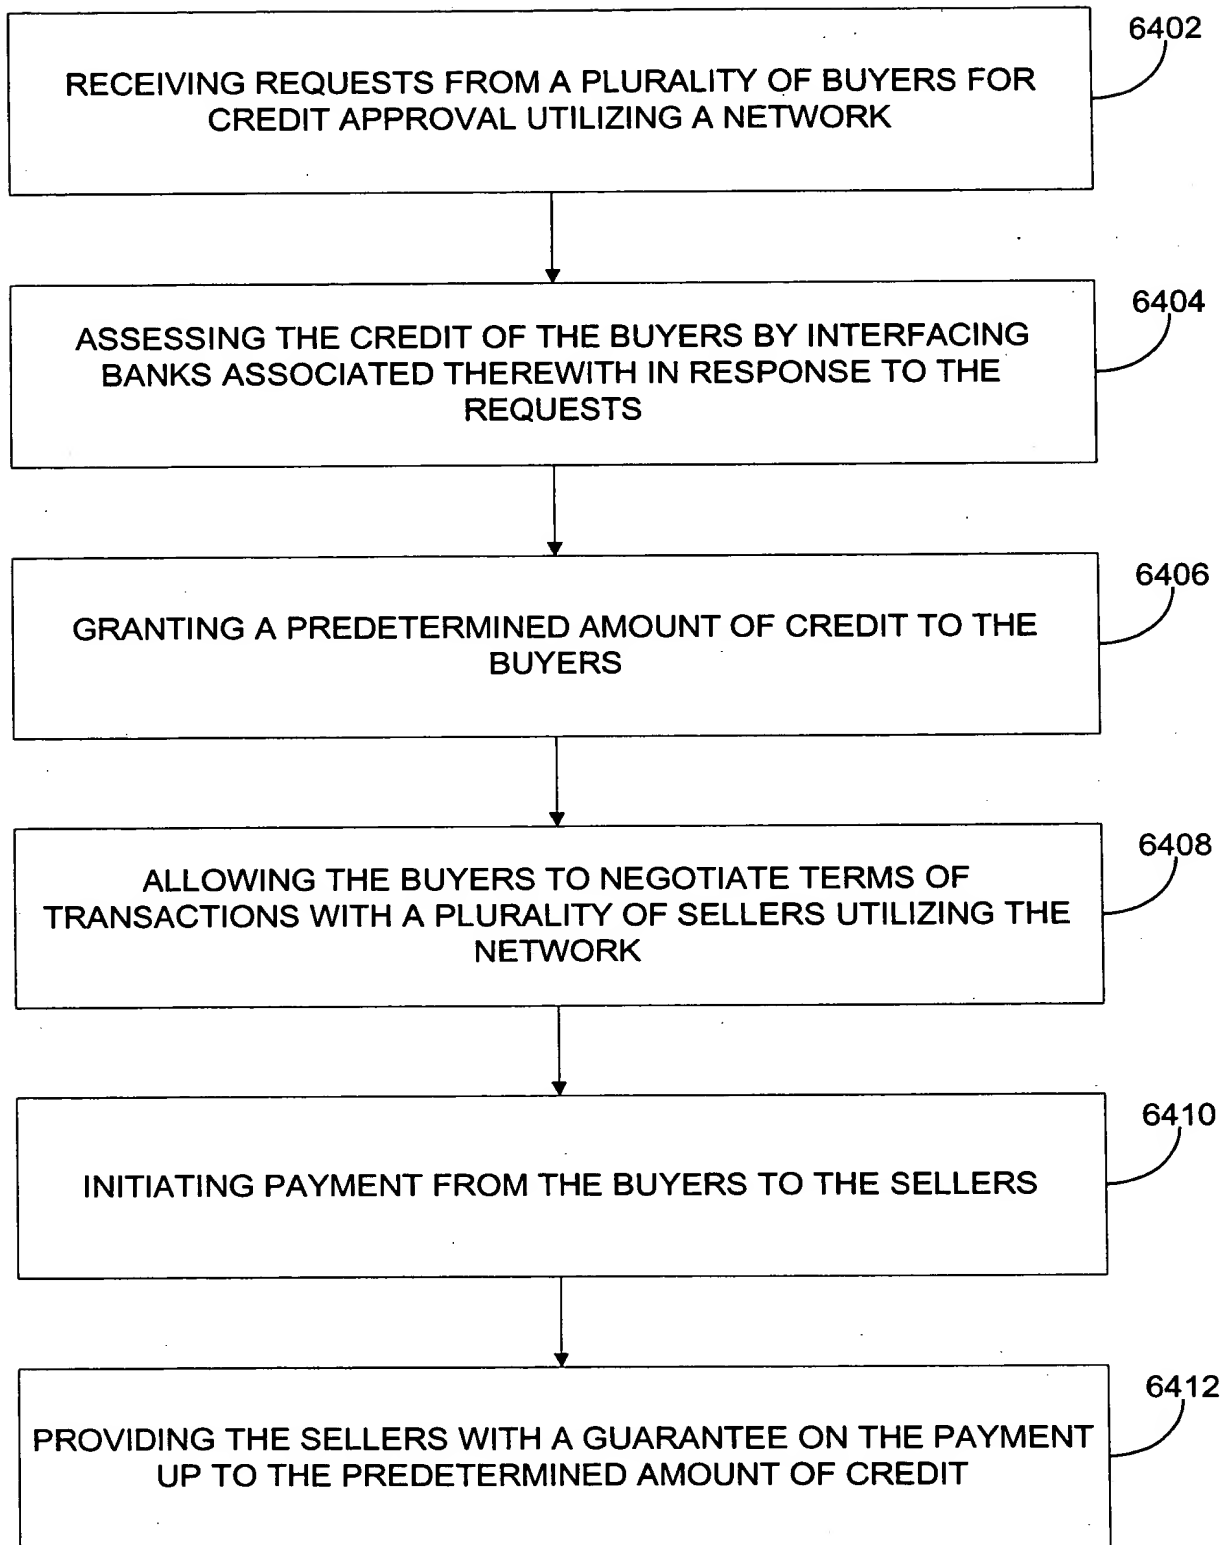 6402
RECEIVING REQUESTS FROM A PLURALITY OF BUYERS FOR
CREDIT APPROVAL UTILIZING A NETWORK
6404
ASSESSING THE CREDIT OF THE BUYERS BY INTERFACING
BANKS ASSOCIATED THEREWITH IN RESPONSE TO THE
REQUESTS
6406
GRANTING A PREDETERMINED AMOUNT OF CREDIT TO THE
BUYERS
6408
ALLOWING THE BUYERS TO NEGOTIATE TERMS OF
TRANSACTIONS WITH A PLURALITY OF SELLERS UTILIZING THE
NETWORK
6410
INITIATING PAYMENT FROM THE BUYERS TO THE SELLERS
6412
PROVIDING THE SELLERS WITH A GUARANTEE ON THE PAYMENT
UP TO THE PREDETERMINED AMOUNT OF CREDIT